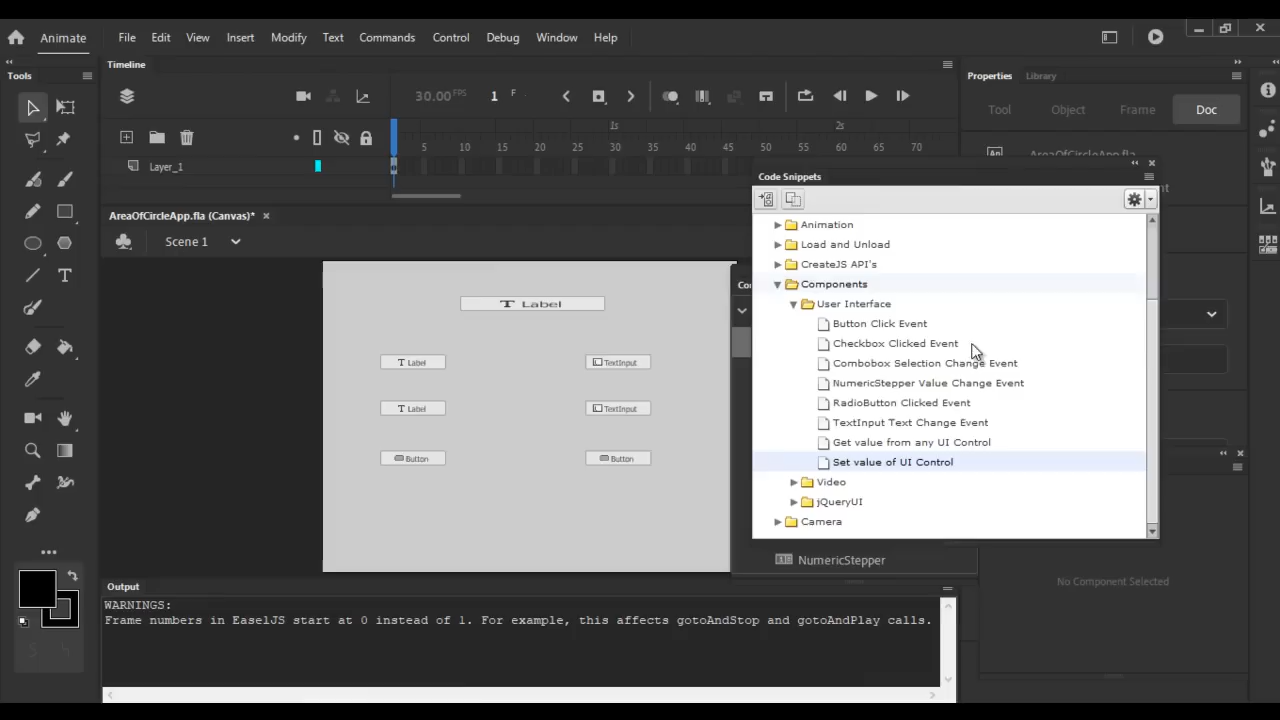 Animate File Edit View Insert Modify Text Commands Control Debug Window Help
Tools
Timeline
Properties Library
30.00 FPS 1 F
Tool Object Frame Doc
1s 2s
5 10 15 20 25 30 35 40 45 50 55 60 65 70
Layer_1
AreaOfCircleApp.fla
Code Snippets
AreaOfCircleApp.fla (Canvas)*
Scene 1
Animation
Load and Unload
CreateJS API's
Components
User Interface
Button Click Event
Checkbox Clicked Event
Combobox Selection Change Event
NumericStepper Value Change Event
RadioButton Clicked Event
TextInput Text Change Event
Get value from any UI Control
Set value of UI Control
Video
jQueryUI
Camera
Label
Label TextInput
Label TextInput
Button Button
NumericStepper
No Component Selected
Output
WARNINGS:
Frame numbers in EaselJS start at 0 instead of 1. For example, this affects gotoAndStop and gotoAndPlay calls.